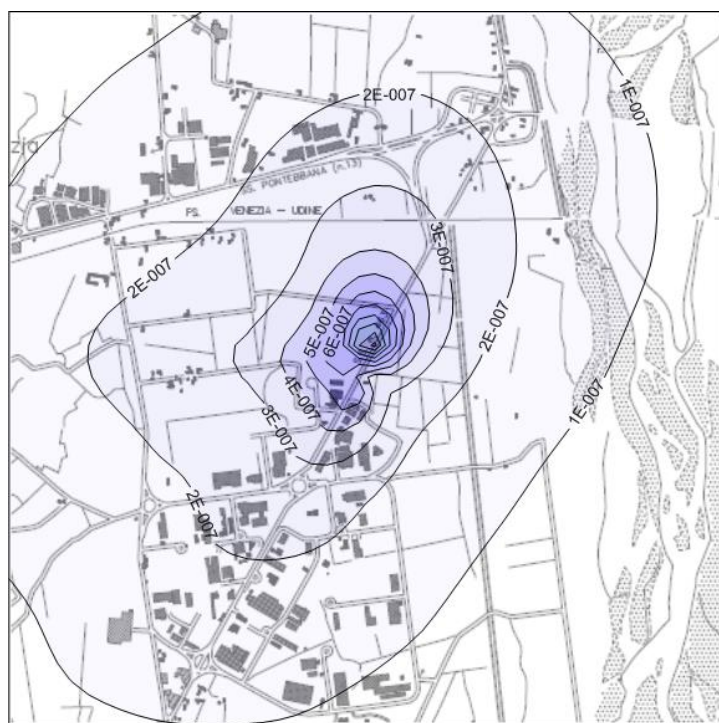 1E-007
2E-007
zia
SS. PONTEBBANA (n.13)
FS. VENEZIA - UDINE
3E-007
2E-007
5E-007
6E-007
2E-007
4E-007
3E-007
1E-007
2E-007